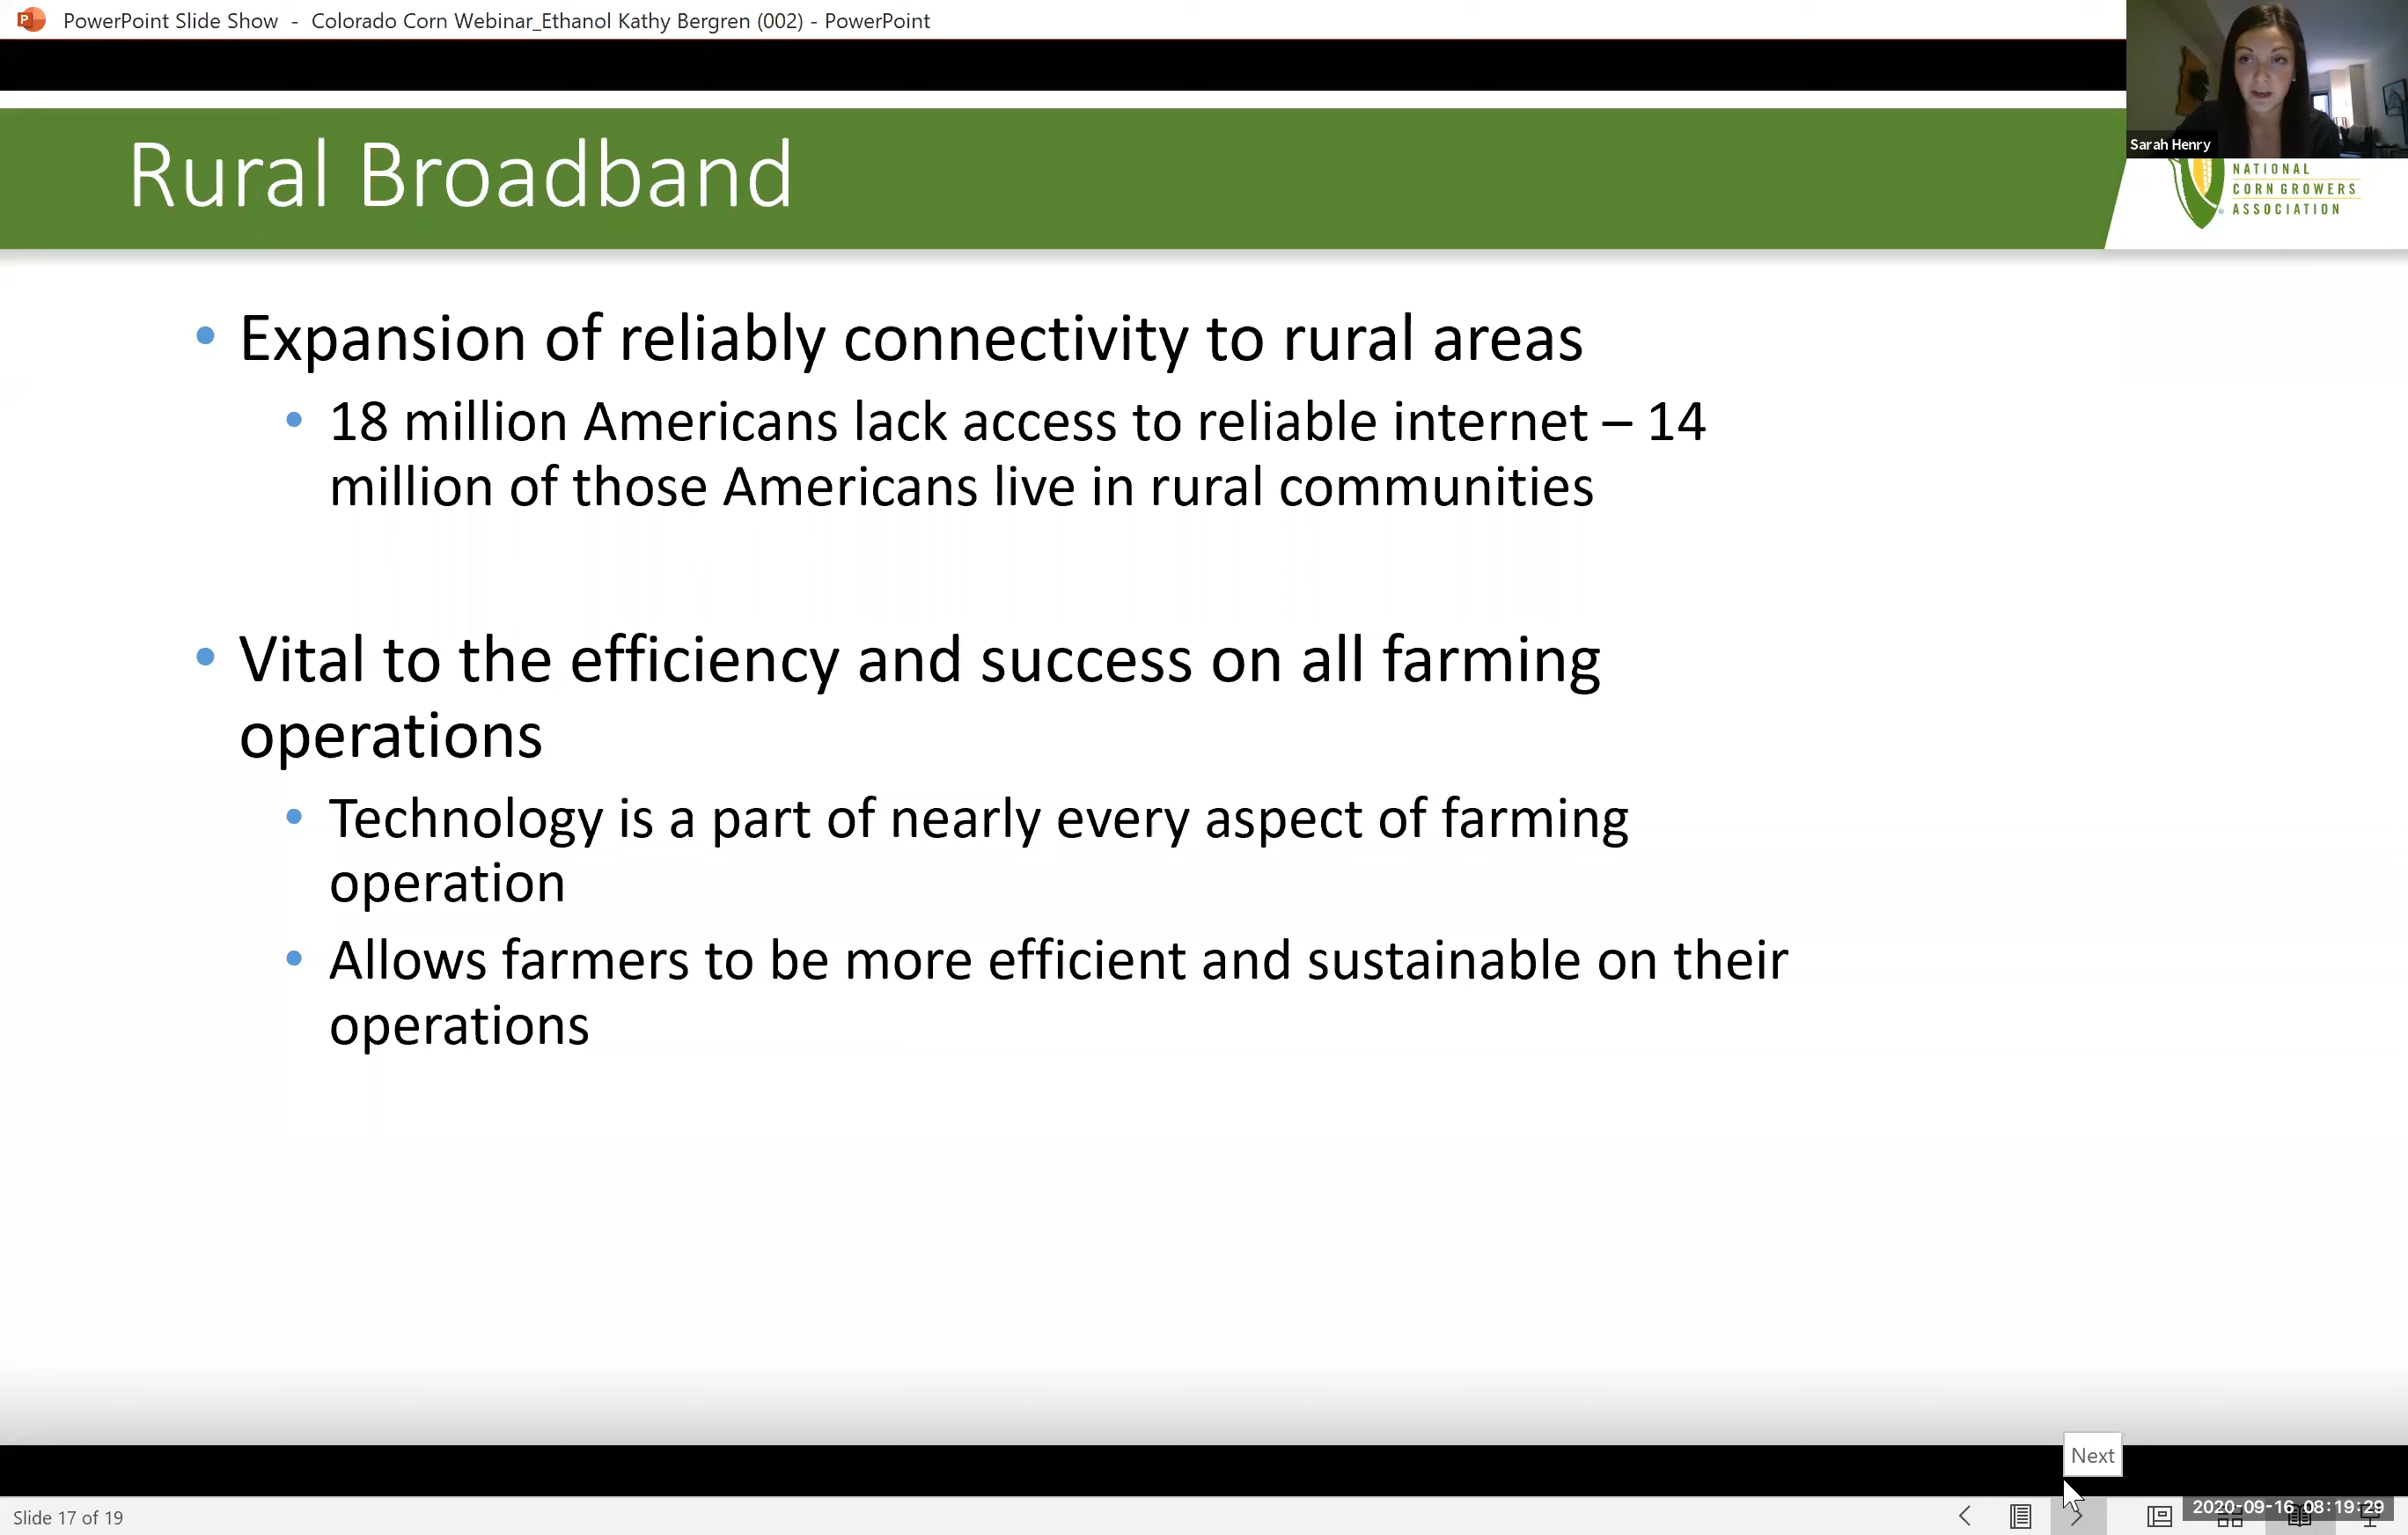 PowerPoint Slide Show - Colorado Corn Webinar_Ethanol Kathy Bergren (002) - PowerPoint
Sarah Henry
Rural Broadband
NATIONAL
CORN GROWERS
ASSOCIATION
Expansion of reliably connectivity to rural areas
18 million Americans lack access to reliable internet – 14
million of those Americans live in rural communities
Vital to the efficiency and success on all farming
operations
Technology is a part of nearly every aspect of farming
operation
Allows farmers to be more efficient and sustainable on their
operations
Next
Slide 17 of 19
2020-09-16 08:19:29